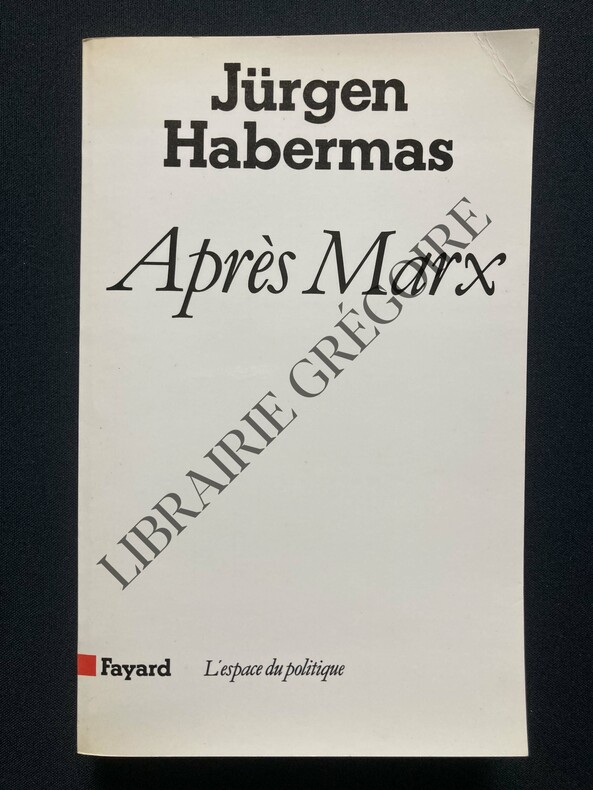 Jürgen
Habermas
Après Marx
LIBRAIRIE GRÉGOIRE
Fayard L'espace du politique